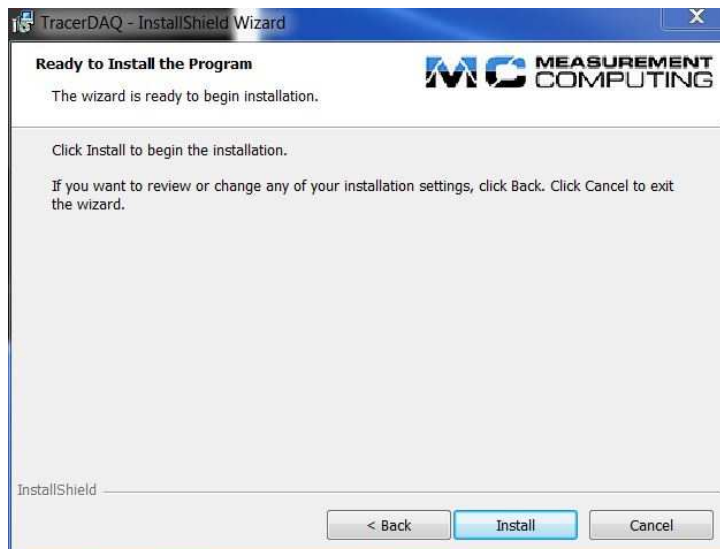 TracerDAQ - InstallShield Wizard
X
Ready to Install the Program
The wizard is ready to begin installation.
MC MEASUREMENT
COMPUTING
Click Install to begin the installation.
If you want to review or change any of your installation settings, click Back. Click Cancel to exit
the wizard.
InstallShield
< Back
Install
Cancel